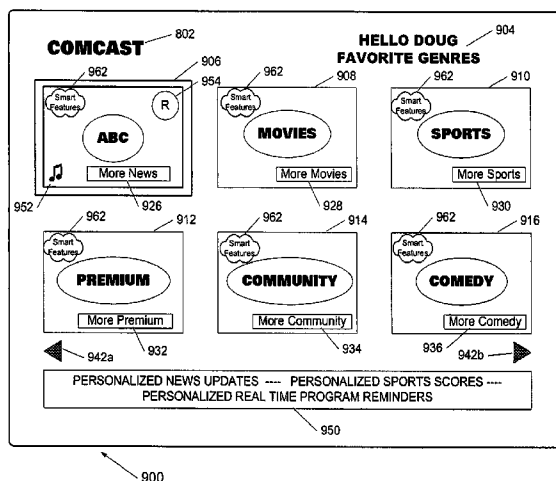 COMCAST 802
HELLO DOUG 904
FAVORITE GENRES
962 906 954 962 908 962 910
Smart Features R
ABC
More News
952 926
Smart Features
MOVIES
More Movies
928
Smart Features
SPORTS
More Sports
930
962 912 962 914 962 916
Smart Features
PREMIUM
More Premium
Smart Features
COMMUNITY
More Community
Smart Features
COMEDY
More Comedy
942a 932 934 936 942b
PERSONALIZED NEWS UPDATES ---- PERSONALIZED SPORTS SCORES ----
PERSONALIZED REAL TIME PROGRAM REMINDERS
950
900